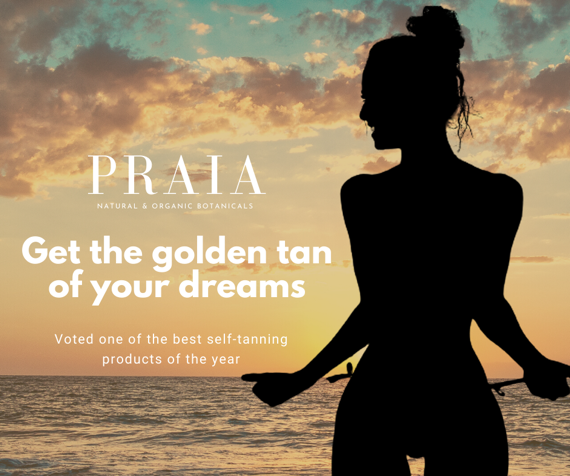 PRAIA
NATURAL & ORGANIC BOTANICALS
Get the golden tan
of your dreams
Voted one of the best self-tanning
products of the year